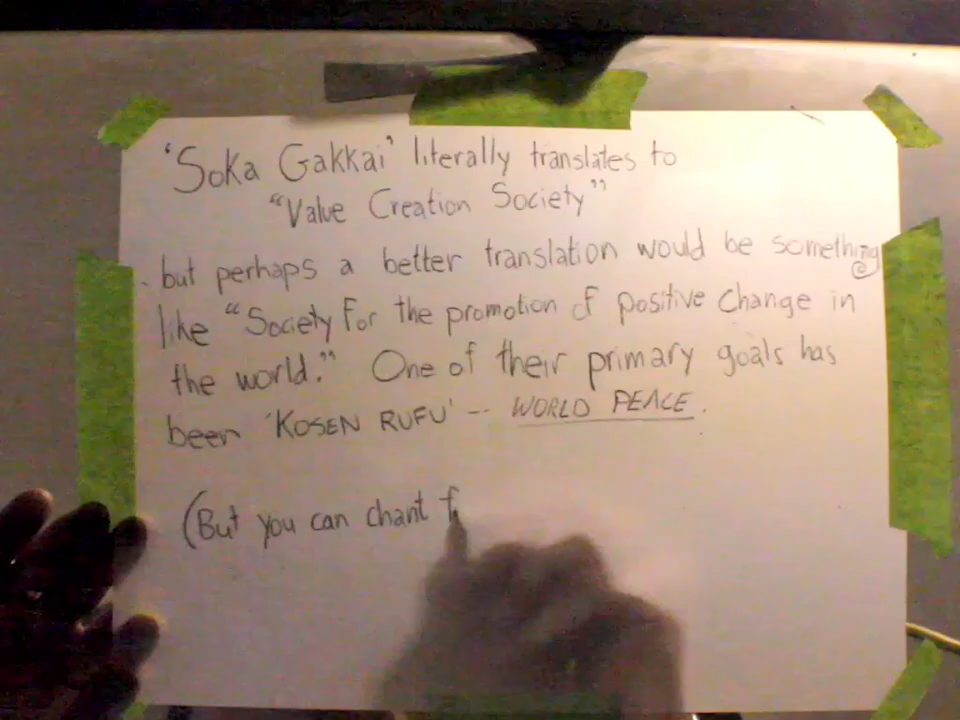 'Soka Gakkai' literally translates to
"Value Creation Society"
but perhaps a better translation would be something
like "Society for the promotion of positive change in
the world." One of their primary goals has
been 'KOSEN RUFU' -- WORLD PEACE.
(But you can chant f